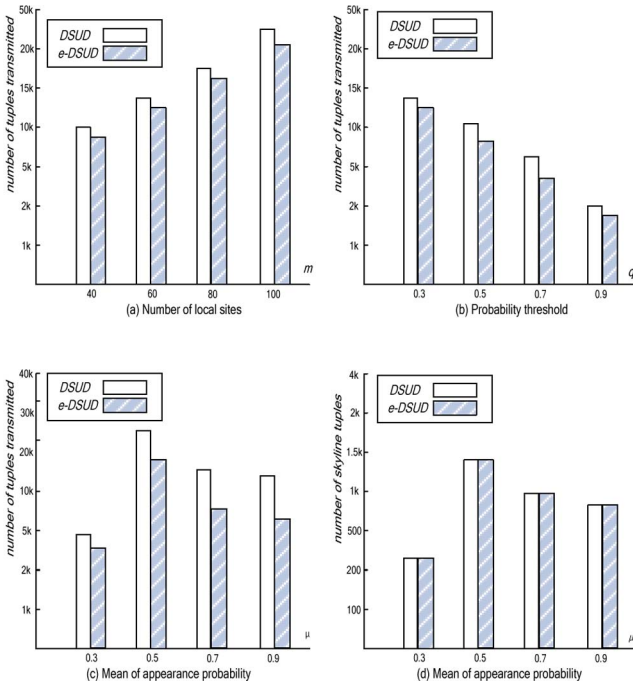 number of tuples transmitted
50k
20k
15k
10k
5k
2k
1k
DSUD
e-DSUD
m
40 60 80 100
(a) Number of local sites
number of tuples transmitted
50k
20k
15k
10k
5k
2k
1k
DSUD
e-DSUD
0.3 0.5 0.7 0.9
(b) Probability threshold
number of tuples transmitted
40k
30k
20k
10k
5k
2k
1k
DSUD
e-DSUD
μ
0.3 0.5 0.7 0.9
(c) Mean of appearance probability
number of skyline tuples
4k
2k
1.5k
1k
500
200
100
DSUD
e-DSUD
μ
0.3 0.5 0.7 0.9
(d) Mean of appearance probability